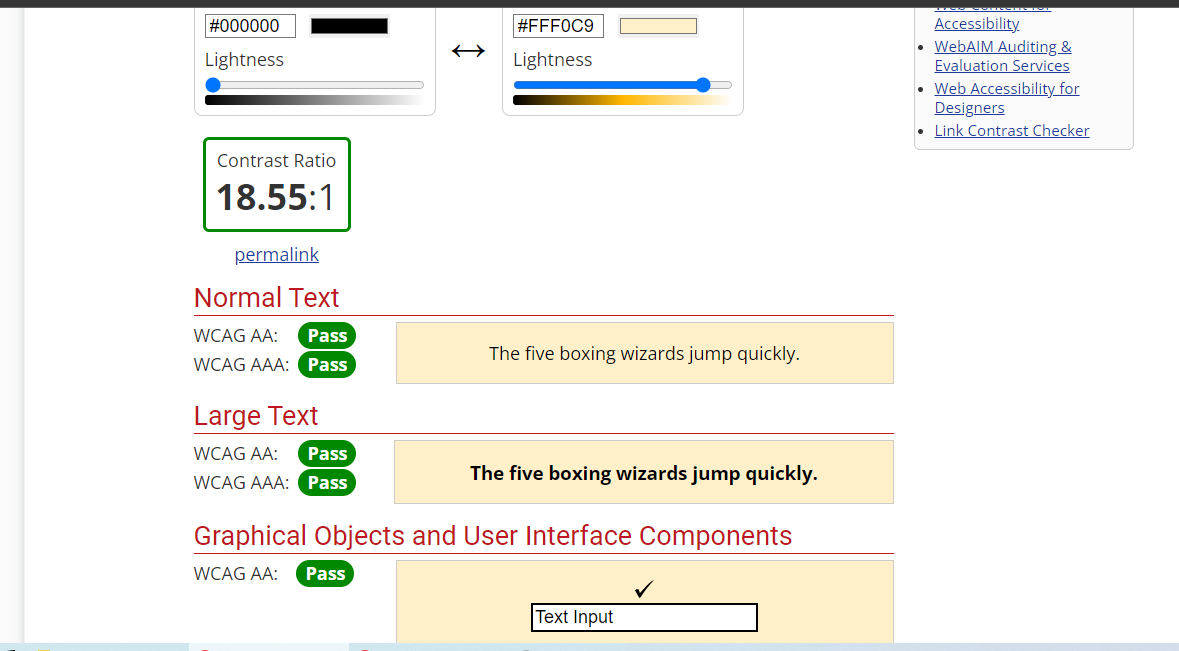 #000000
Lightness
#FFF0C9
Lightness
Web Content for
Accessibility
WebAIM Auditing &
Evaluation Services
Web Accessibility for
Designers
Link Contrast Checker
Contrast Ratio
18.55:1
permalink
Normal Text
WCAG AA: Pass
WCAG AAA: Pass
The five boxing wizards jump quickly.
Large Text
WCAG AA: Pass
WCAG AAA: Pass
The five boxing wizards jump quickly.
Graphical Objects and User Interface Components
WCAG AA: Pass
✓
Text Input